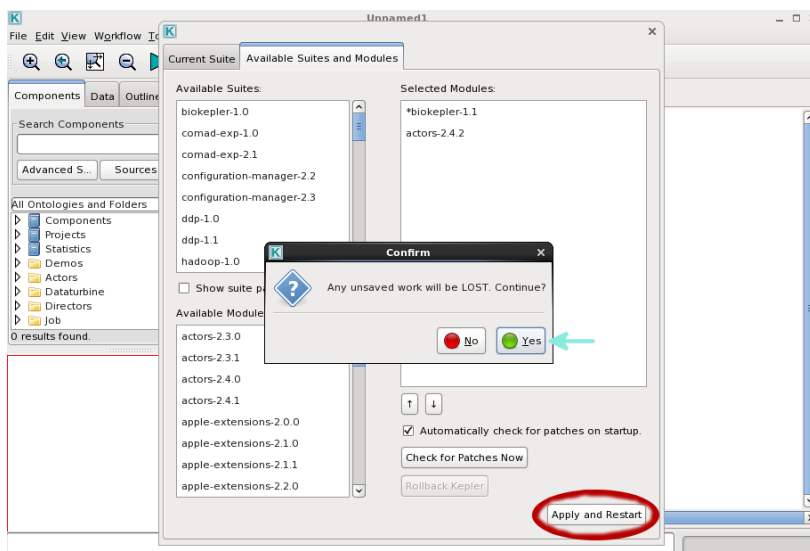 Unnamed1
File Edit View Workflow
Components Data Outline
Search Components
Advanced S... Sources
All Ontologies and Folders
Components
Projects
Statistics
Demos
Actors
Dataturbine
Directors
Job
0 results found.
Current Suite Available Suites and Modules
Available Suites:
biokepler-1.0
comad-exp-1.0
comad-exp-2.1
configuration-manager-2.2
configuration-manager-2.3
ddp-1.0
ddp-1.1
hadoop-1.0
Show suite
Available Module
actors-2.3.0
actors-2.3.1
actors-2.4.0
actors-2.4.1
apple-extensions-2.0.0
apple-extensions-2.1.0
apple-extensions-2.1.1
apple-extensions-2.2.0
Selected Modules:
*biokepler-1.1
actors-2.4.2
Confirm
Any unsaved work will be LOST. Continue?
No Yes
Automatically check for patches on startup.
Check for Patches Now
Rollback Kepler
Apply and Restart